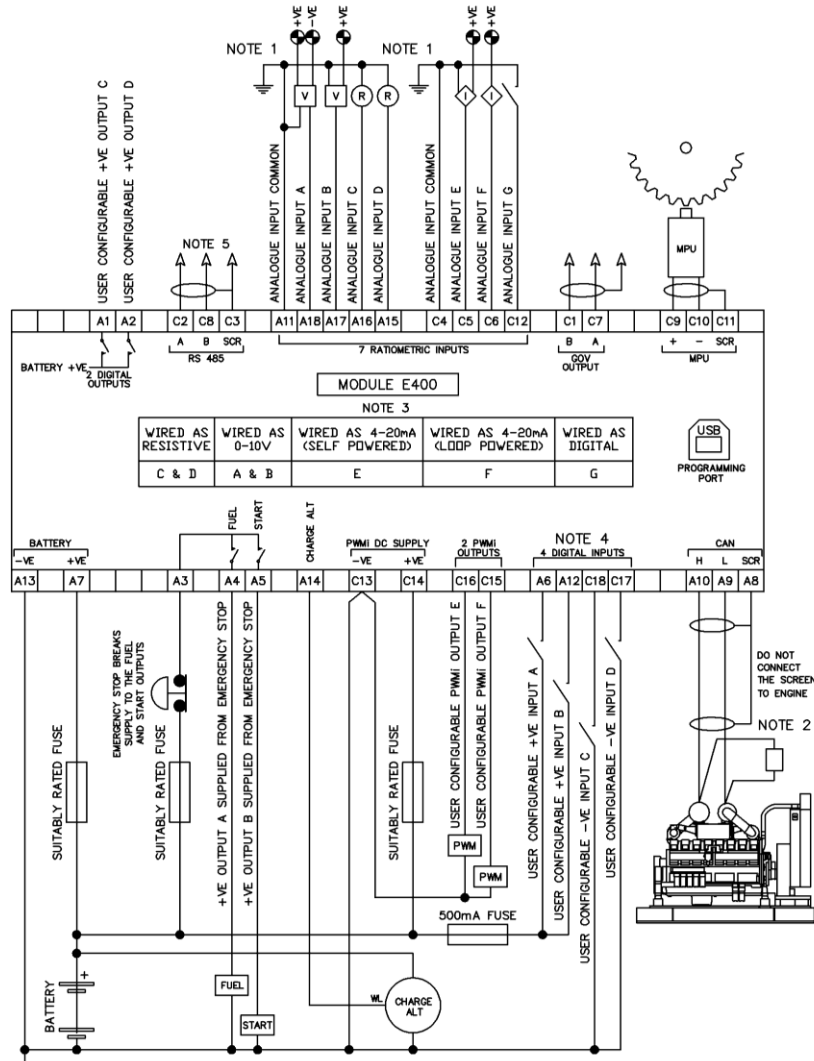 +VE
-VE
+VE
+VE
+VE
NOTE 1
NOTE 1
V
V
R
R
I
I
USER CONFIGURABLE +VE OUTPUT C
USER CONFIGURABLE +VE OUTPUT D
NOTE 5
ANALOGUE INPUT COMMON
ANALOGUE INPUT A
ANALOGUE INPUT B
ANALOGUE INPUT C
ANALOGUE INPUT D
ANALOGUE INPUT COMMON
ANALOGUE INPUT E
ANALOGUE INPUT F
ANALOGUE INPUT G
MPU
A1 A2 C2 C8 C3 A11 A18 A17 A16 A15 C4 C5 C6 C12 C1 C7 C9 C10 C11
A B SCR
RS 485
7 RATIOMETRIC INPUTS
B A
GOV
OUTPUT
+ - SCR
MPU
BATTERY +VE
2 DIGITAL
OUTPUTS
MODULE E400
NOTE 3
WIRED AS
RESISTIVE
WIRED AS
0-10V
WIRED AS 4-20mA
(SELF POWERED)
WIRED AS 4-20mA
(LOOP POWERED)
WIRED AS
DIGITAL
C & D
A & B
E
F
G
USB
PROGRAMMING
PORT
FUEL
START
CHARGE ALT
BATTERY
-VE +VE
PWMi DC SUPPLY
-VE +VE
2 PWMi
OUTPUTS
NOTE 4
4 DIGITAL INPUTS
CAN
H L SCR
A13 A7 A3 A4 A5 A14 C13 C14 C16 C15 A6 A12 C18 C17 A10 A9 A8
SUITABLY RATED FUSE
EMERGENCY STOP BREAKS
SUPPLY TO THE FUEL
AND START OUTPUTS
SUITABLY RATED FUSE
+VE OUTPUT A SUPPLIED FROM EMERGENCY STOP
+VE OUTPUT B SUPPLIED FROM EMERGENCY STOP
SUITABLY RATED FUSE
USER CONFIGURABLE PWMi OUTPUT E
USER CONFIGURABLE PWMi OUTPUT F
PWM
PWM
USER CONFIGURABLE +VE INPUT A
USER CONFIGURABLE +VE INPUT B
USER CONFIGURABLE -VE INPUT C
USER CONFIGURABLE -VE INPUT D
DO NOT
CONNECT
THE SCREEN
TO ENGINE
NOTE 2
500mA FUSE
BATTERY
+
FUEL
START
WL
CHARGE
ALT